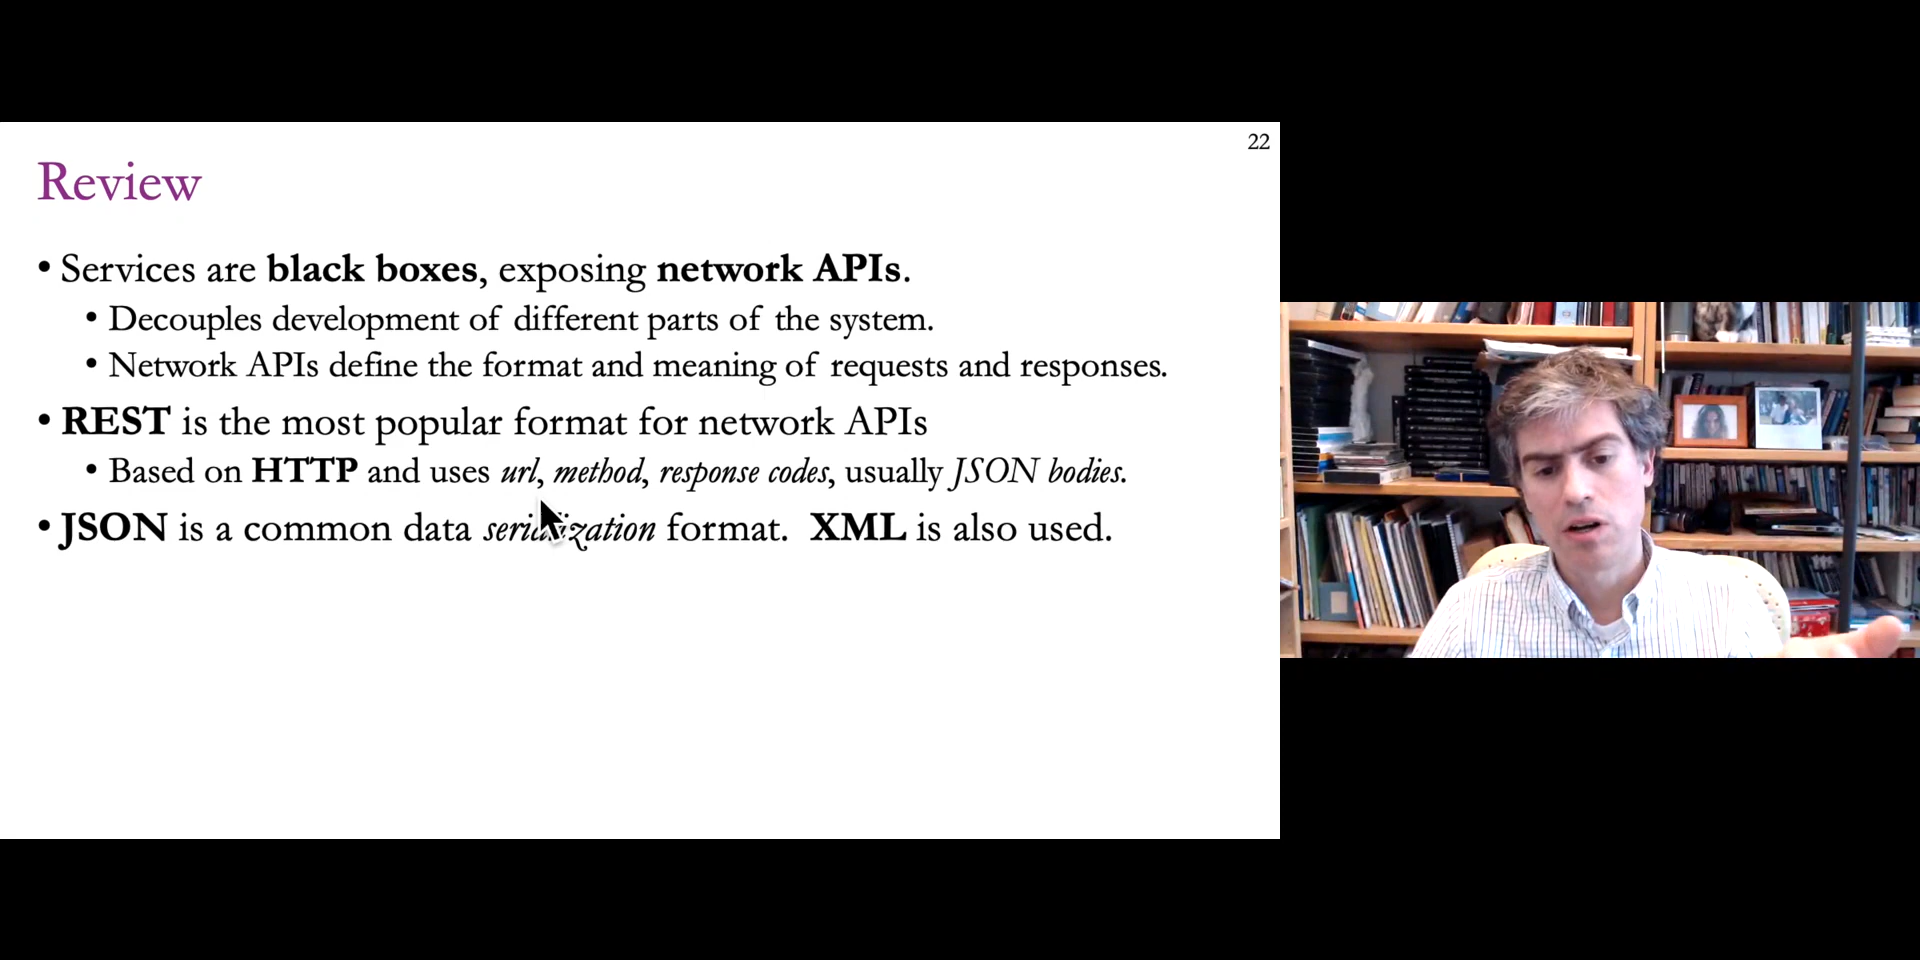 22
Review
• Services are black boxes, exposing network APIs.
• Decouples development of different parts of the system.
• Network APIs define the format and meaning of requests and responses.
• REST is the most popular format for network APIs
• Based on HTTP and uses url, method, response codes, usually JSON bodies.
• JSON is a common data serialization format. XML is also used.